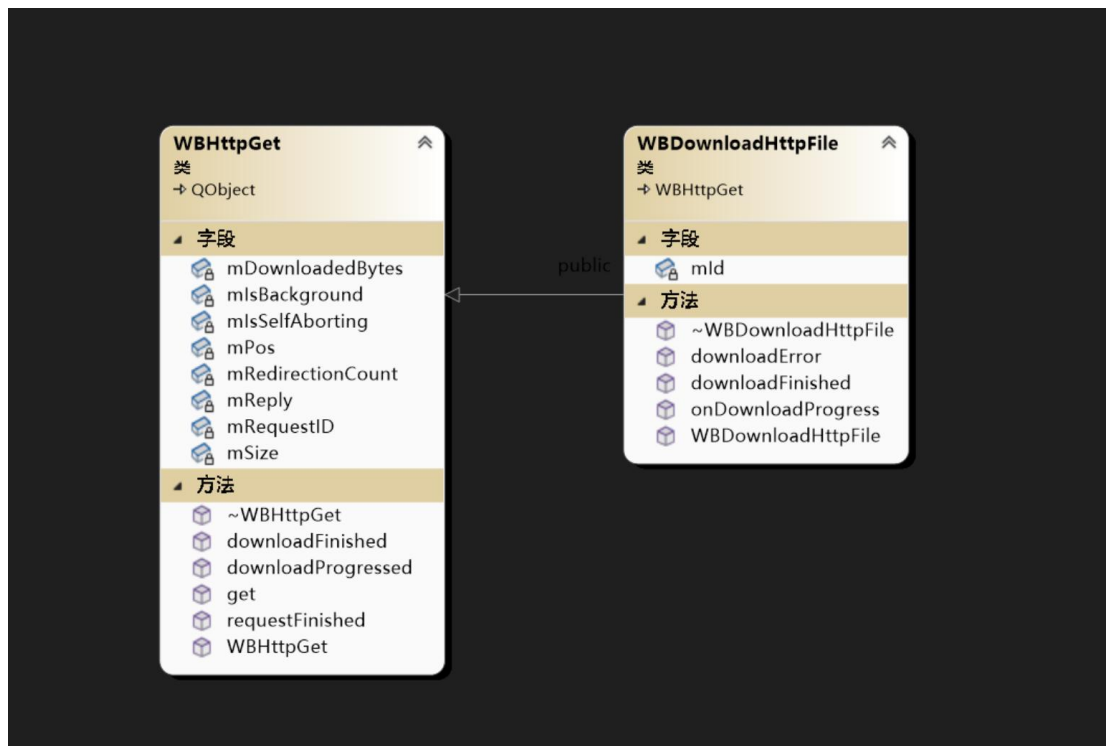 WBHttpGet
类
QObject
字段
mDownloadedBytes
mIsBackground
mIsSelfAborting
mPos
mRedirectionCount
mReply
mRequestID
mSize
方法
~WBHttpGet
downloadFinished
downloadProgressed
get
requestFinished
WBHttpGet
public
WBDownloadHttpFile
类
WBHttpGet
字段
mId
方法
~WBDownloadHttpFile
downloadError
downloadFinished
onDownloadProgress
WBDownloadHttpFile